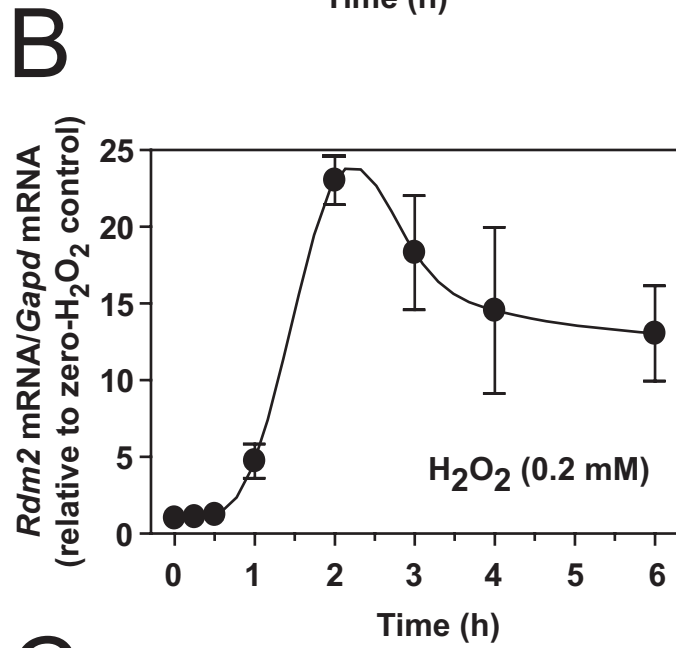 Time (h)
B
Rdm2 mRNA/Gapd mRNA
(relative to zero-H₂O₂ control)
25
20
15
10
5
0
H₂O₂ (0.2 mM)
0 1 2 3 4 5 6
Time (h)